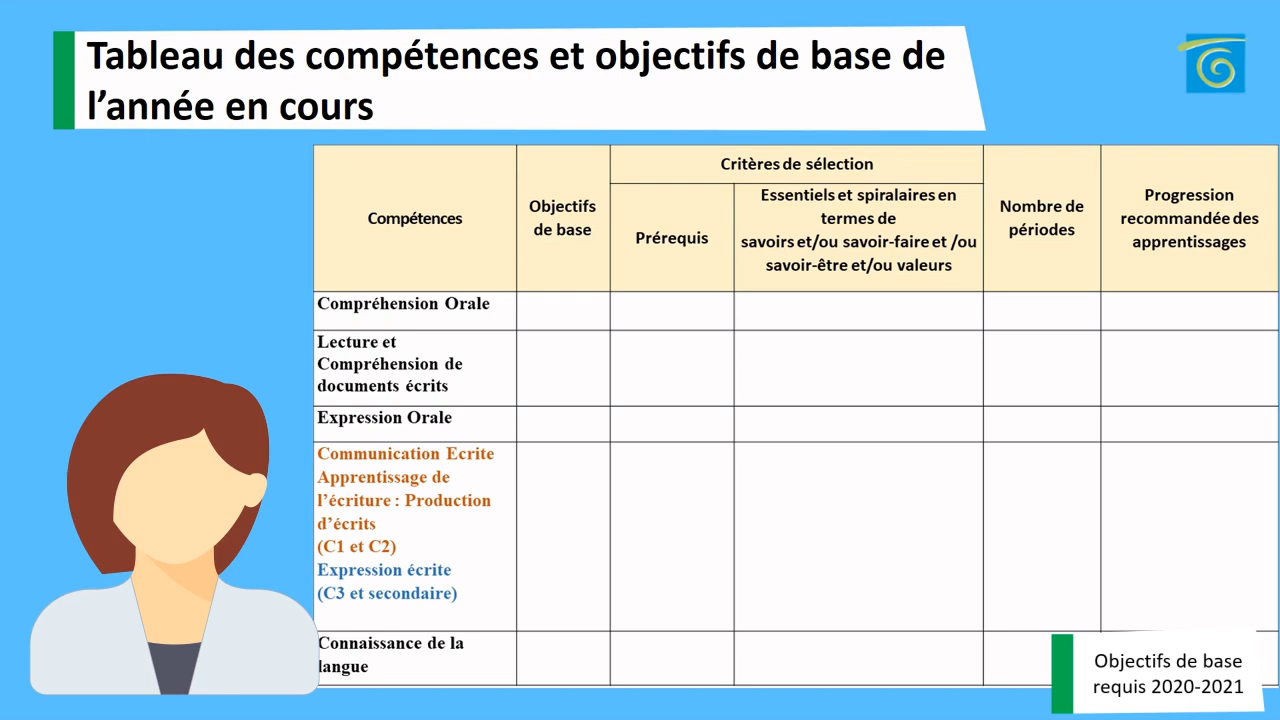 Tableau des compétences et objectifs de base de
l’année en cours
Compétences
Objectifs
de base
Critères de sélection
Prérequis
Essentiels et spiralaires en
termes de
savoirs et/ou savoir-faire et /ou
savoir-être et/ou valeurs
Nombre de
périodes
Progression
recommandée des
apprentissages
Compréhension Orale
Lecture et
Compréhension de
documents écrits
Expression Orale
Communication Ecrite
Apprentissage de
l’écriture : Production
d’écrits
(C1 et C2)
Expression écrite
(C3 et secondaire)
Connaissance de la
langue
Objectifs de base
requis 2020-2021